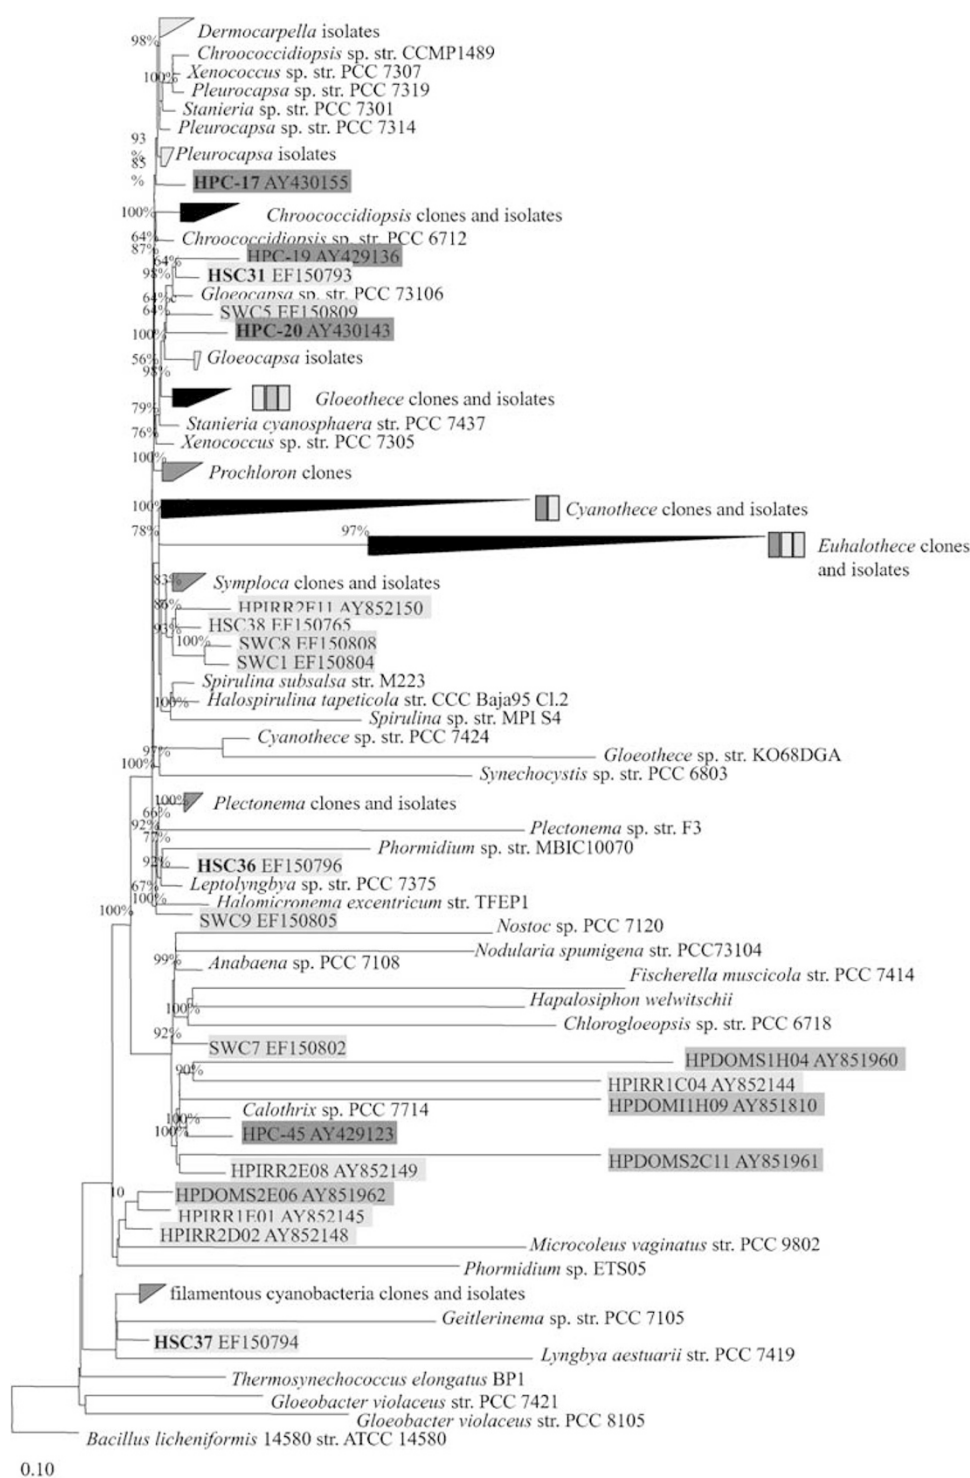 Dermocarpella isolates
98%
Chroococcidiopsis sp. str. CCMP1489
Xenococcus sp. str. PCC 7307
100%
Pleurocapsa sp. str. PCC 7319
Stanieria sp. str. PCC 7301
Pleurocapsa sp. str. PCC 7314
93
%
85
%
Pleurocapsa isolates
HPC-17 AY430155
100%
Chroococcidiopsis clones and isolates
64%
Chroococcidiopsis sp. str. PCC 6712
87%
HPC-19 AY429136
64%
98%
HSC31 EF150793
Gloeocapsa sp. str. PCC 73106
64%
64%
SWC5 EF150809
HPC-20 AY430143
100%
56%
Gloeocapsa isolates
98%
Gloeothece clones and isolates
79%
Stanieria cyanosphaera str. PCC 7437
76%
Xenococcus sp. str. PCC 7305
100%
Prochloron clones
100%
Cyanothece clones and isolates
78%
97%
Euhalothece clones
and isolates
83%
Symploca clones and isolates
86%
HPIRR2F11 AY852150
HSC38 EF150765
93%
100%
SWC8 EF150808
SWC1 EF150804
Spirulina subsalsa str. M223
Halospirulina tapeticola str. CCC Baja95 Cl.2
100%
Spirulina sp. str. MPI S4
Cyanothece sp. str. PCC 7424
97%
Gloeothece sp. str. KO68DGA
100%
Synechocystis sp. str. PCC 6803
100%
Plectonema clones and isolates
66%
92%
Plectonema sp. str. F3
77%
Phormidium sp. str. MBIC10070
92%
HSC36 EF150796
67%
Leptolyngbya sp. str. PCC 7375
100%
Halomicronema excentricum str. TFEP1
100%
SWC9 EF150805
Nostoc sp. PCC 7120
Nodularia spumigena str. PCC73104
99%
Anabaena sp. PCC 7108
Fischerella muscicola str. PCC 7414
Hapalosiphon welwitschii
100%
Chlorogloeopsis sp. str. PCC 6718
92%
SWC7 EF150802
HPDOMS1H04 AY851960
90%
HPIRR1C04 AY852144
HPDOMI1H09 AY851810
Calothrix sp. PCC 7714
100%
100%
HPC-45 AY429123
HPDOMS2C11 AY851961
HPIRR2E08 AY852149
10
HPDOMS2E06 AY851962
HPIRR1E01 AY852145
HPIRR2D02 AY852148
Microcoleus vaginatus str. PCC 9802
Phormidium sp. ETS05
filamentous cyanobacteria clones and isolates
Geitlerinema sp. str. PCC 7105
HSC37 EF150794
Lyngbya aestuarii str. PCC 7419
Thermosynechococcus elongatus BP1
Gloeobacter violaceus str. PCC 7421
Gloeobacter violaceus str. PCC 8105
Bacillus licheniformis 14580 str. ATCC 14580
0.10